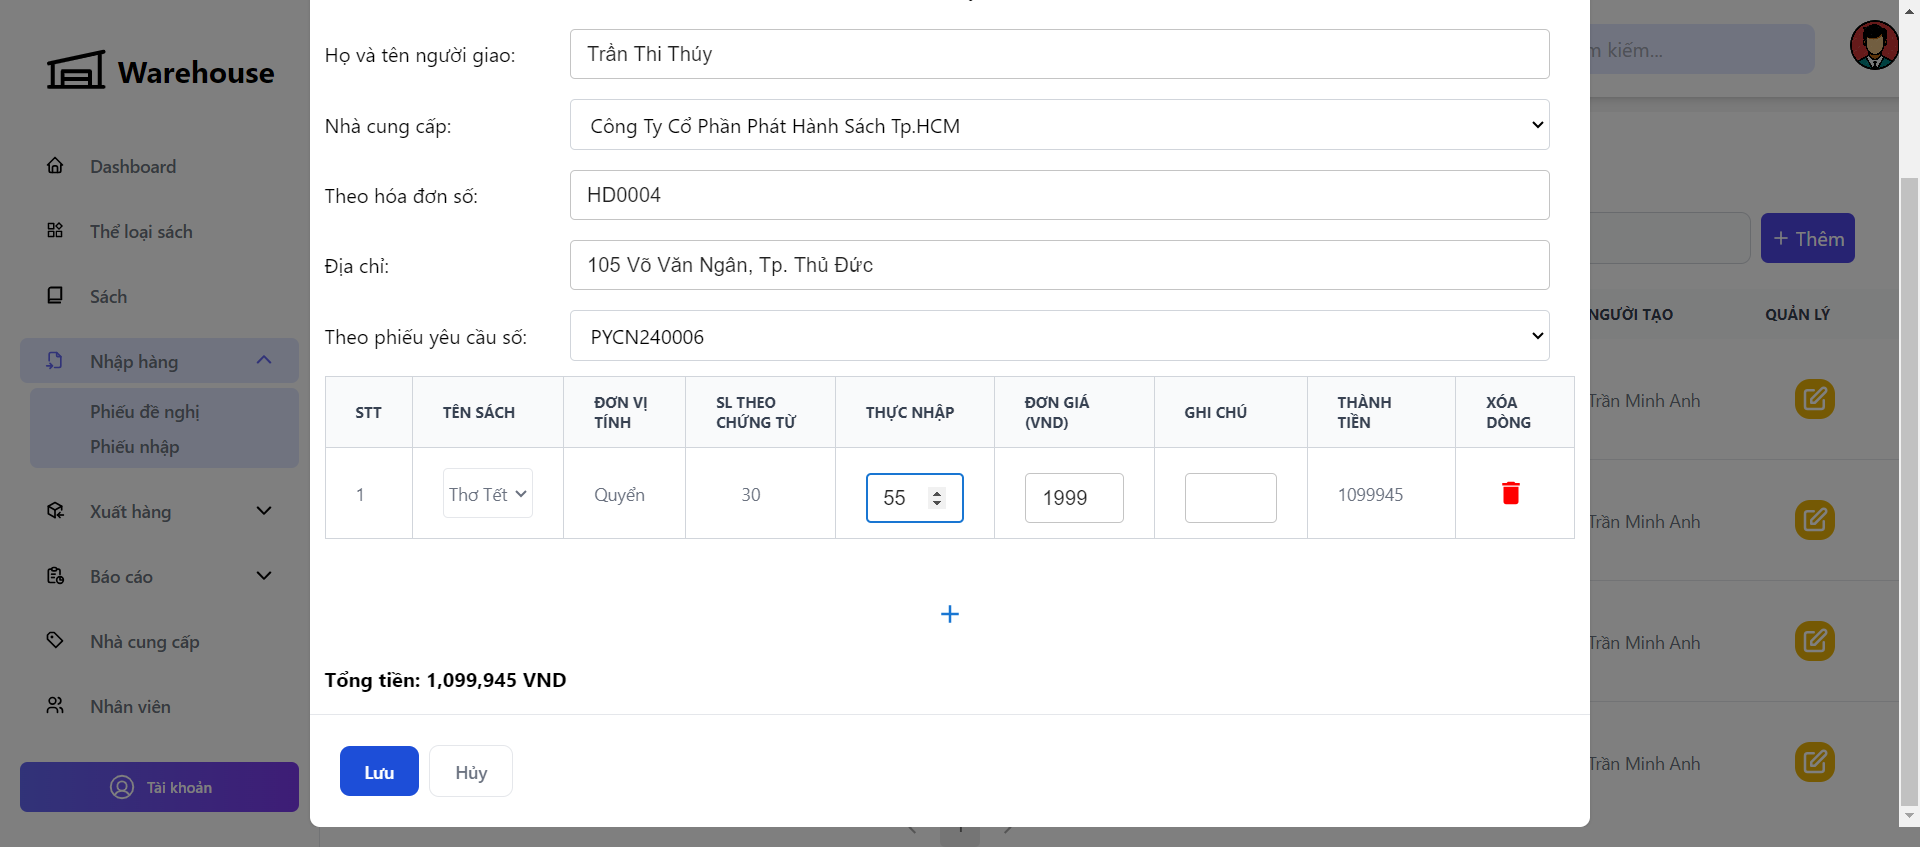 Warehouse
Dashboard
Thể loại sách
Sách
Nhập hàng
Phiếu đề nghị
Phiếu nhập
Xuất hàng
Báo cáo
Nhà cung cấp
Nhân viên
Tài khoản
Họ và tên người giao:
Trần Thi Thúy
Nhà cung cấp:
Công Ty Cổ Phần Phát Hành Sách Tp.HCM
Theo hóa đơn số:
HD0004
Địa chỉ:
105 Võ Văn Ngân, Tp. Thủ Đức
Theo phiếu yêu cầu số:
PYCN240006
STT
TÊN SÁCH
ĐƠN VỊ
TÍNH
SL THEO
CHỨNG TỪ
THỰC NHẬP
ĐƠN GIÁ
(VND)
GHI CHÚ
THÀNH
TIỀN
XÓA
DÒNG
1
Thơ Tết
Quyển
30
55
1999
1099945
Tổng tiền: 1,099,945 VND
Lưu
Hủy
kiếm...
+ Thêm
NGƯỜI TẠO
QUẢN LÝ
Trần Minh Anh
Trần Minh Anh
Trần Minh Anh
Trần Minh Anh